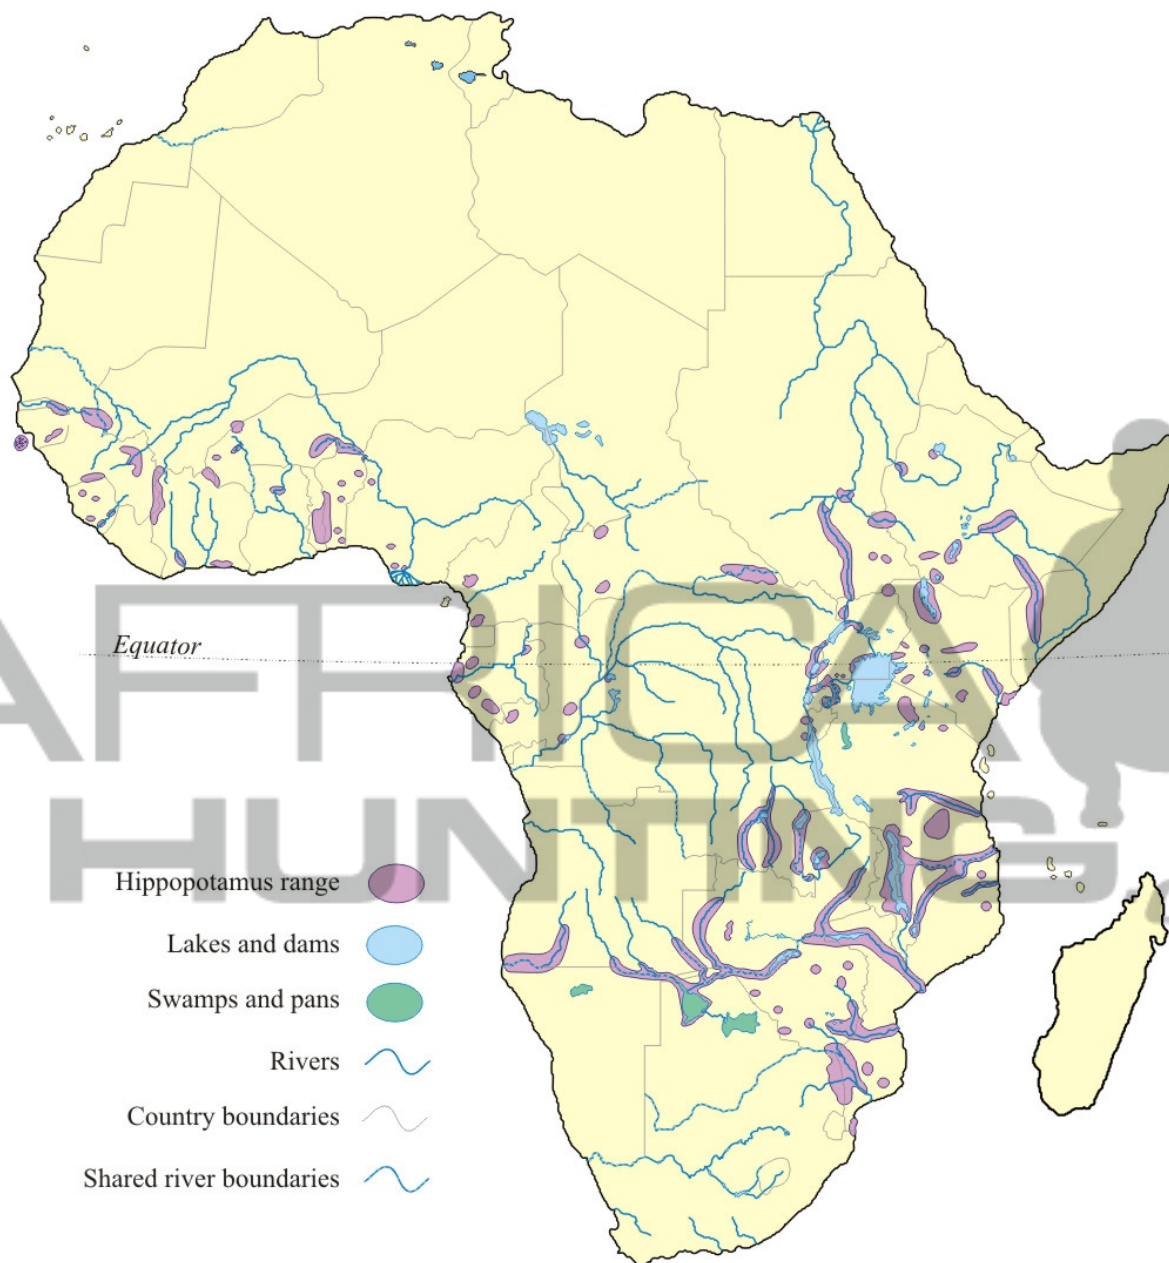 Equator
AFRICA
HUNTING.
Hippopotamus range
Lakes and dams
Swamps and pans
Rivers
Country boundaries
Shared river boundaries